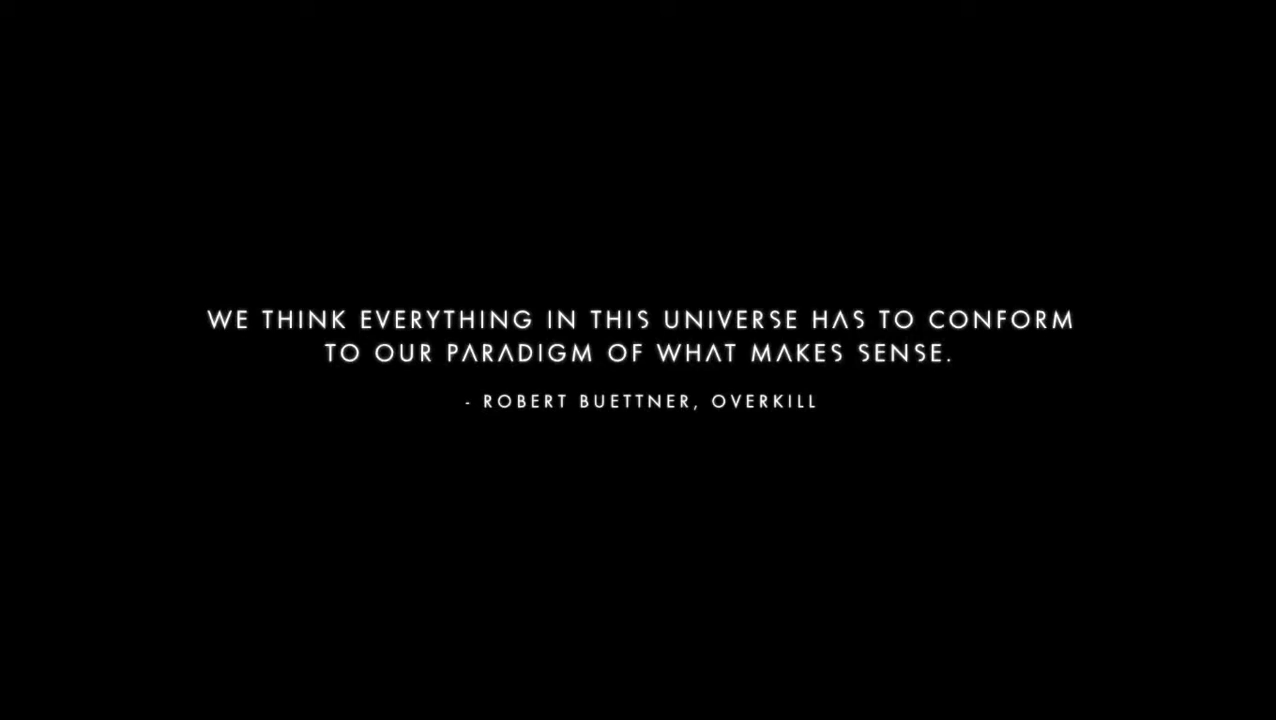 WE THINK EVERYTHING IN THIS UNIVERSE HAS TO CONFORM
TO OUR PARADIGM OF WHAT MAKES SENSE.
- ROBERT BUETTNER, OVERKILL